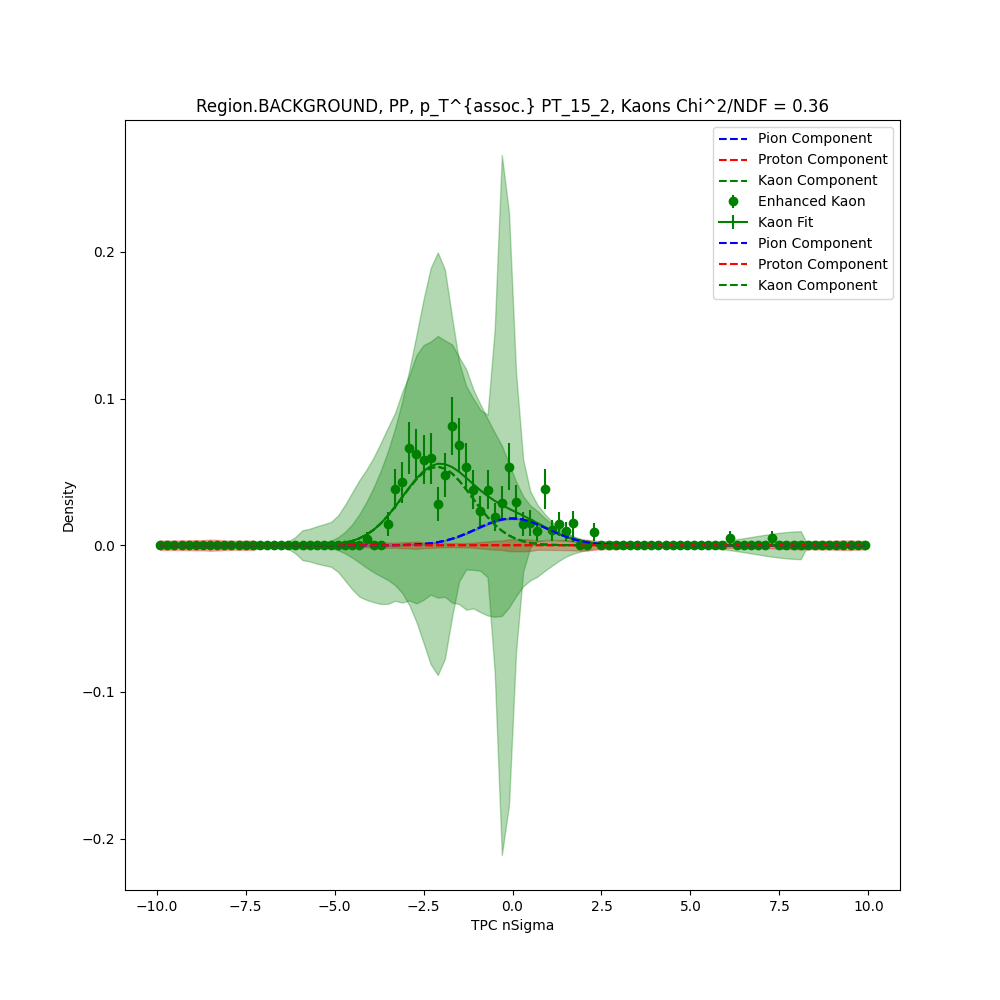 Region.BACKGROUND, PP, p_T^{assoc.} PT_15_2, Kaons Chi^2/NDF = 0.36
Pion Component
Proton Component
Kaon Component
Enhanced Kaon
Kaon Fit
Pion Component
Proton Component
Kaon Component
0.2
0.1
0.0
−0.1
−0.2
Density
−10.0 −7.5 −5.0 −2.5 0.0 2.5 5.0 7.5 10.0
TPC nSigma